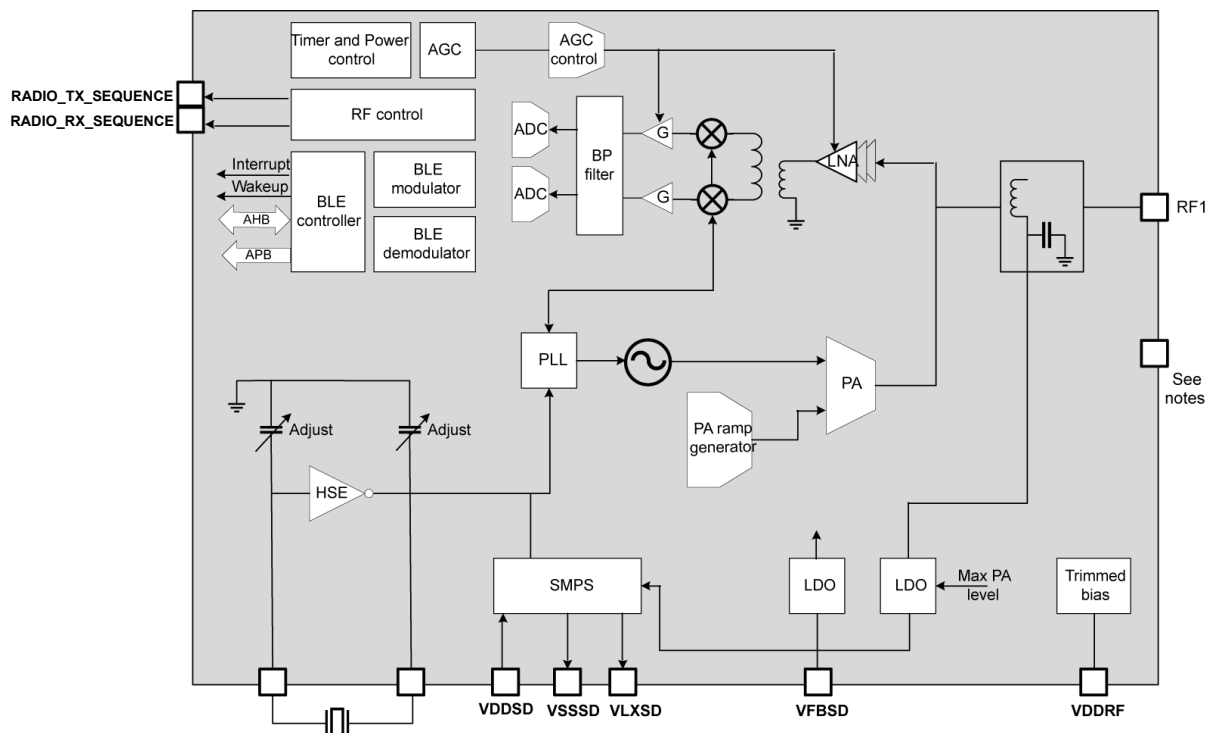 Timer and Power
control
AGC
AGC
control
RADIO_TX_SEQUENCE
RADIO_RX_SEQUENCE
RF control
ADC
ADC
BP
filter
G
G
LNA
Interrupt
Wakeup
AHB
APB
BLE
controller
BLE
modulator
BLE
demodulator
RF1
See
notes
PLL
PA
PA ramp
generator
Adjust
Adjust
HSE
SMPS
LDO
LDO
Max PA
level
Trimmed
bias
VDDSD
VSSSD
VLXSD
VFBSD
VDDRF